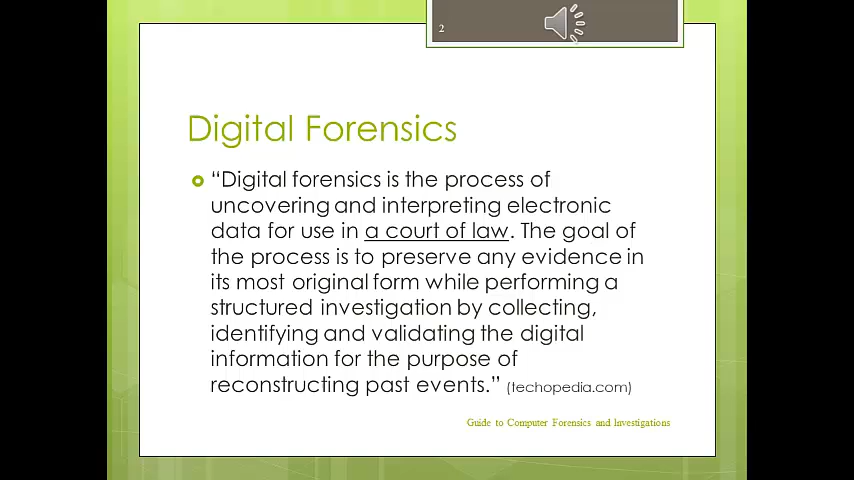 2
Digital Forensics
“Digital forensics is the process of
uncovering and interpreting electronic
data for use in a court of law. The goal of
the process is to preserve any evidence in
its most original form while performing a
structured investigation by collecting,
identifying and validating the digital
information for the purpose of
reconstructing past events.” (techopedia.com)
Guide to Computer Forensics and Investigations